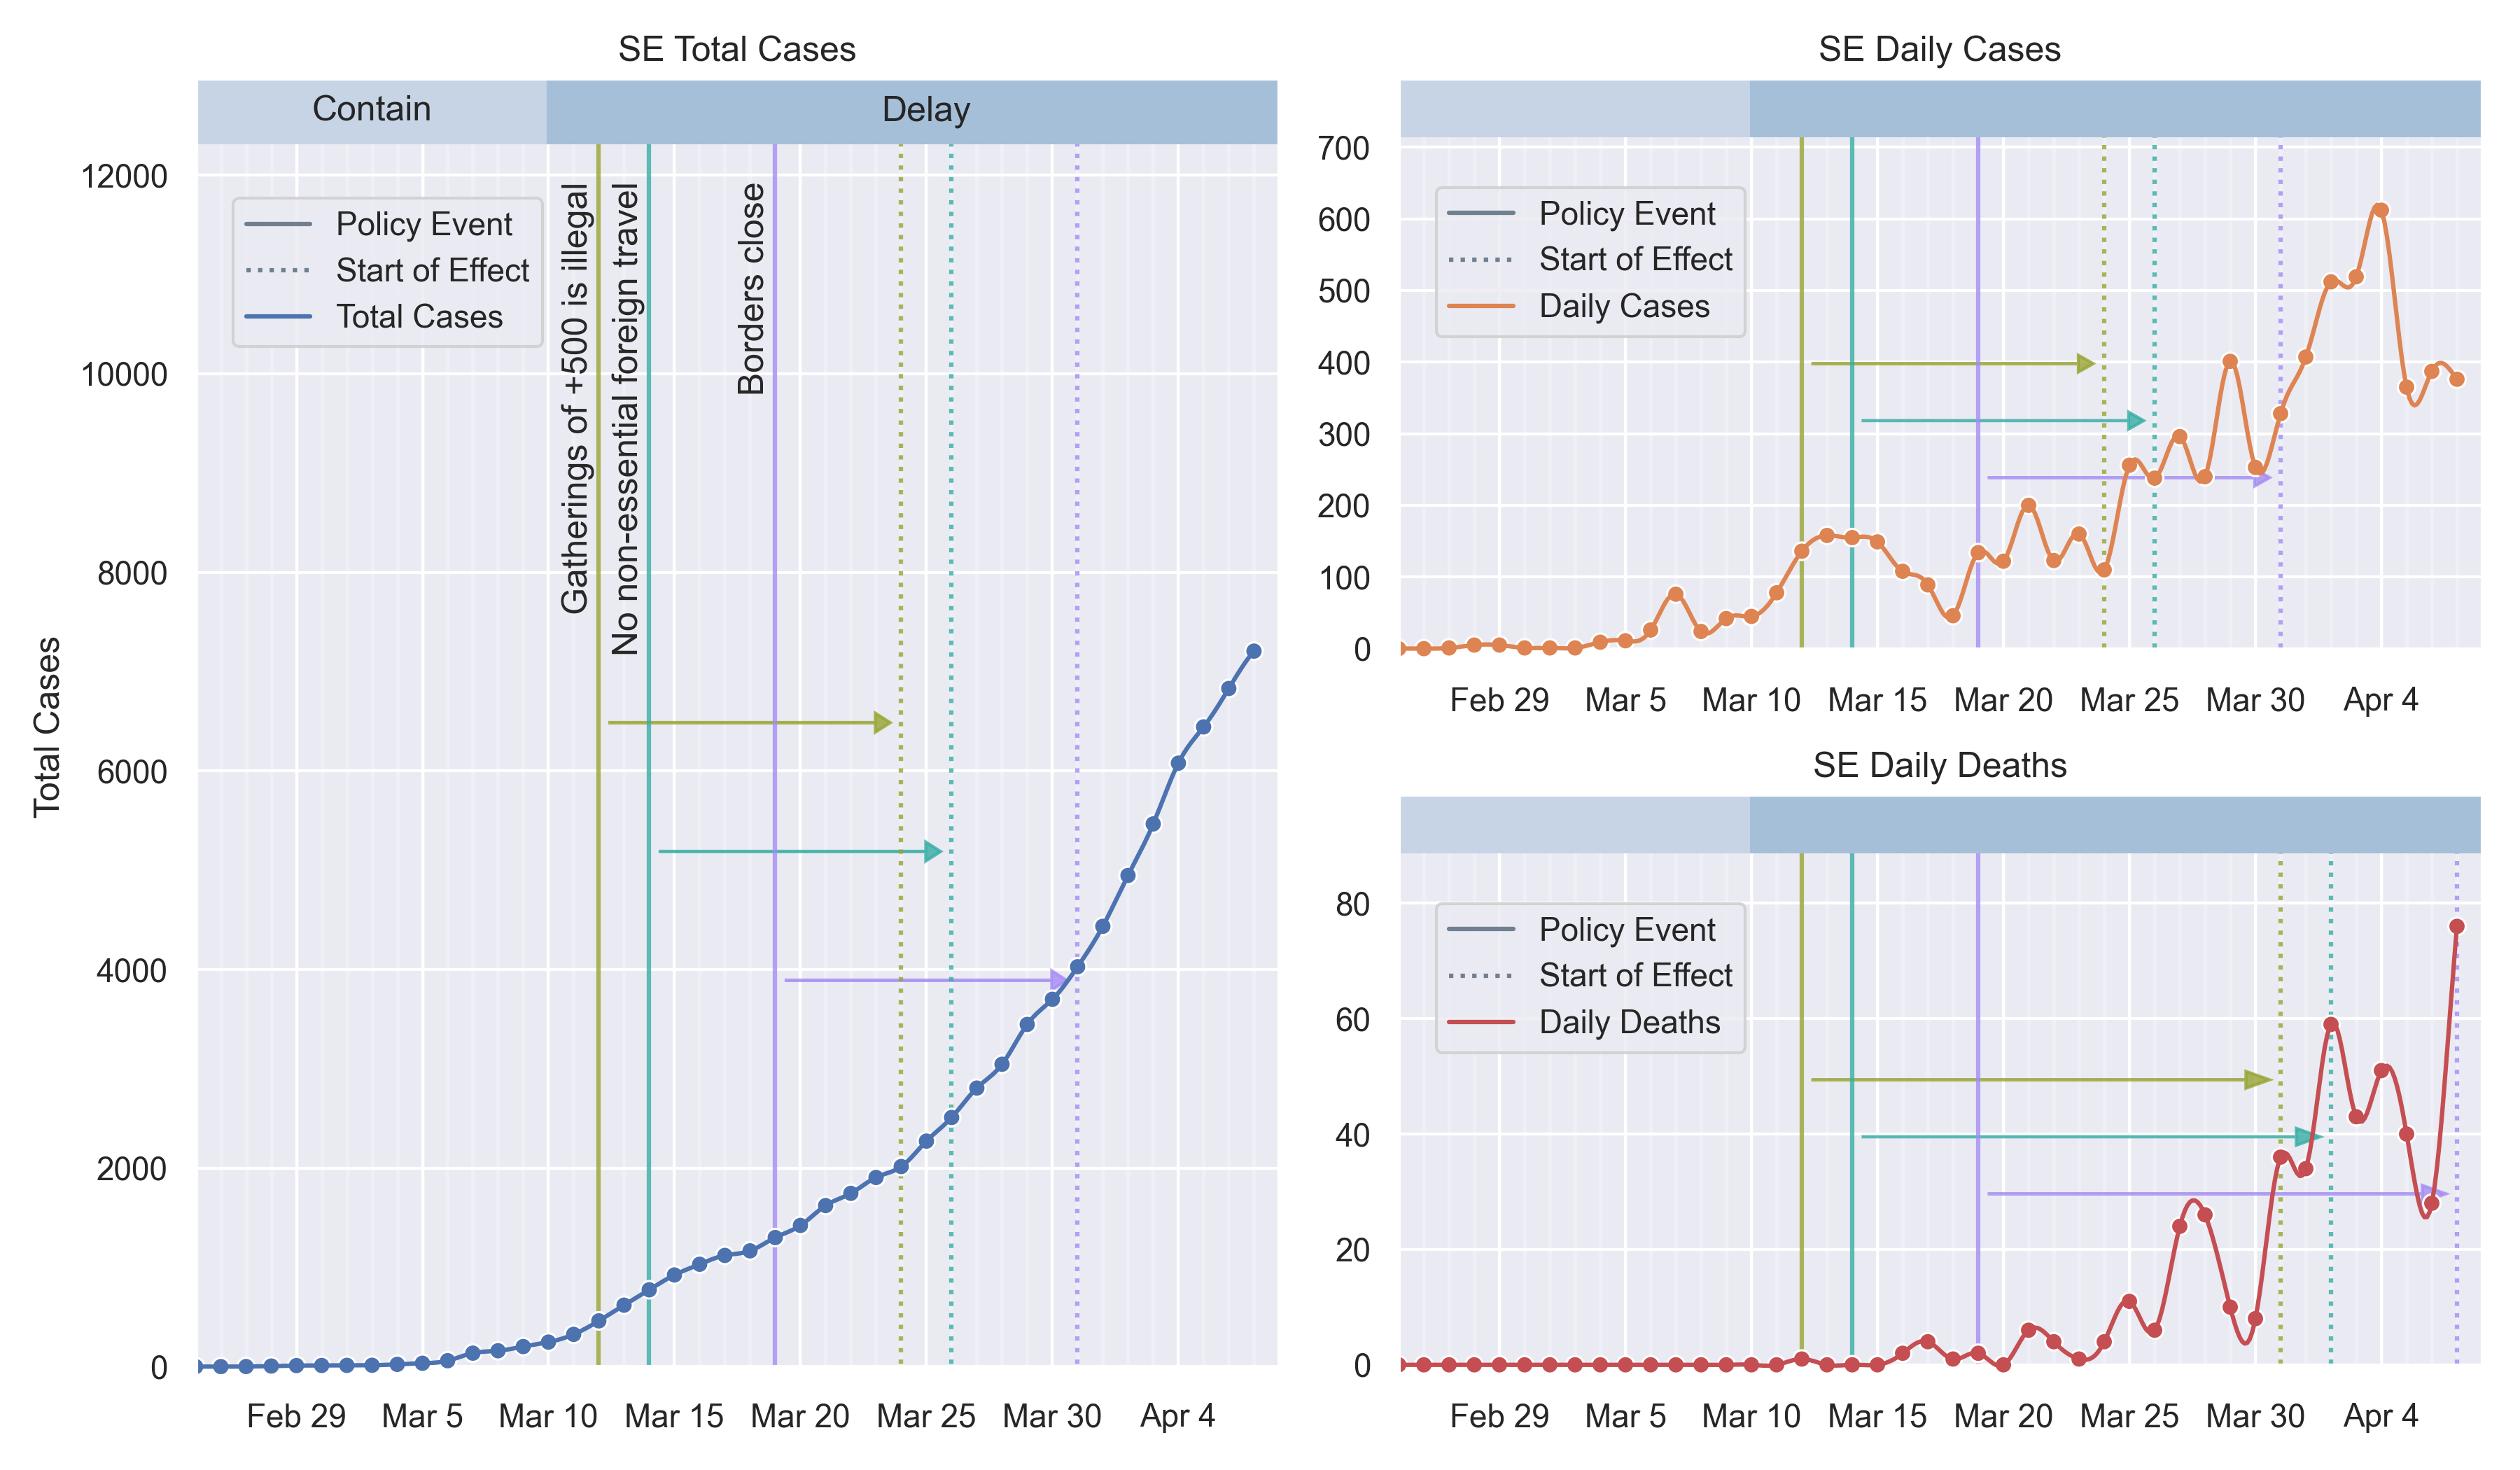 SE Total Cases
Contain
Delay
Total Cases
12000
10000
8000
6000
4000
2000
0
Policy Event
Start of Effect
Total Cases
Gatherings of +500 is illegal
No non-essential foreign travel
Borders close
Feb 29
Mar 5
Mar 10
Mar 15
Mar 20
Mar 25
Mar 30
Apr 4
SE Daily Cases
700
600
500
400
300
200
100
0
Policy Event
Start of Effect
Daily Cases
Feb 29
Mar 5
Mar 10
Mar 15
Mar 20
Mar 25
Mar 30
Apr 4
SE Daily Deaths
80
60
40
20
0
Policy Event
Start of Effect
Daily Deaths
Feb 29
Mar 5
Mar 10
Mar 15
Mar 20
Mar 25
Mar 30
Apr 4